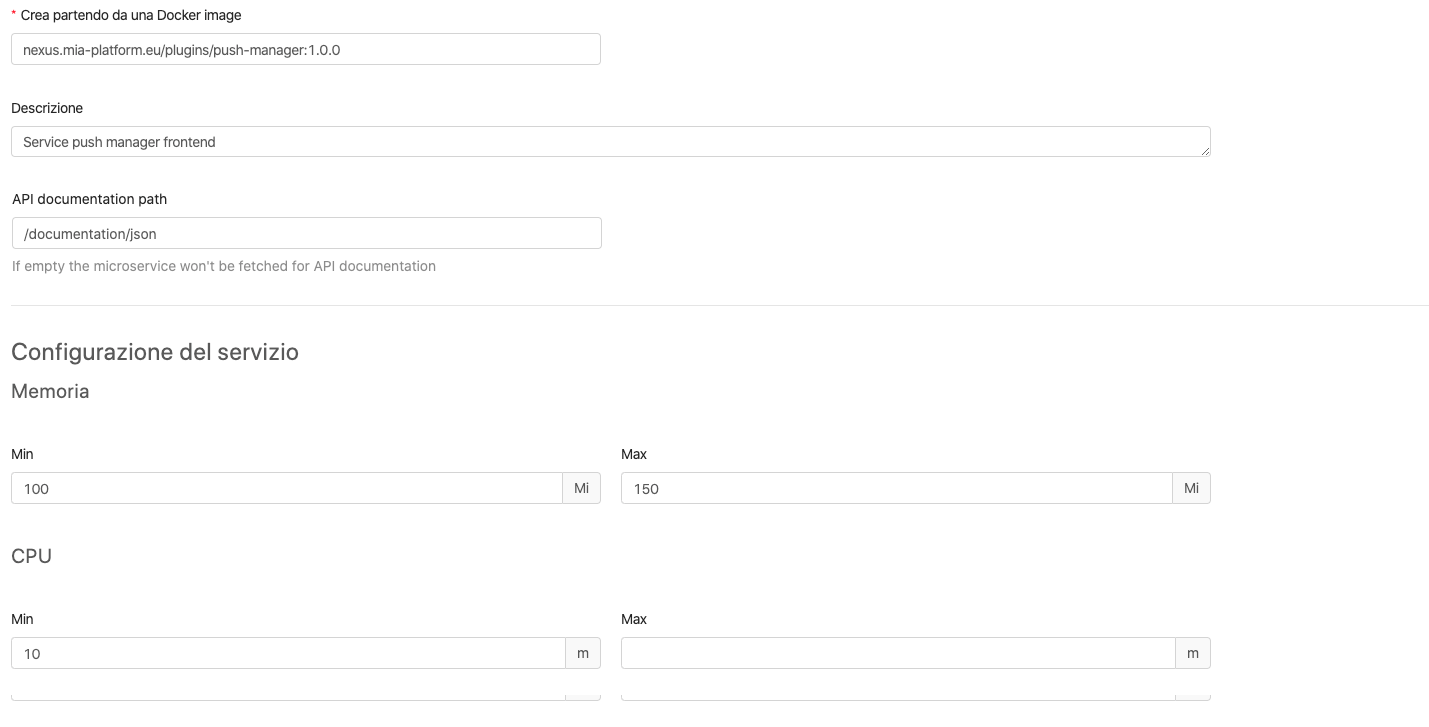 * Crea partendo da una Docker image
nexus.mia-platform.eu/plugins/push-manager:1.0.0
Descrizione
Service push manager frontend
API documentation path
/documentation/json
If empty the microservice won't be fetched for API documentation
Configurazione del servizio
Memoria
Min Max
100 Mi 150 Mi
CPU
Min Max
10 m m